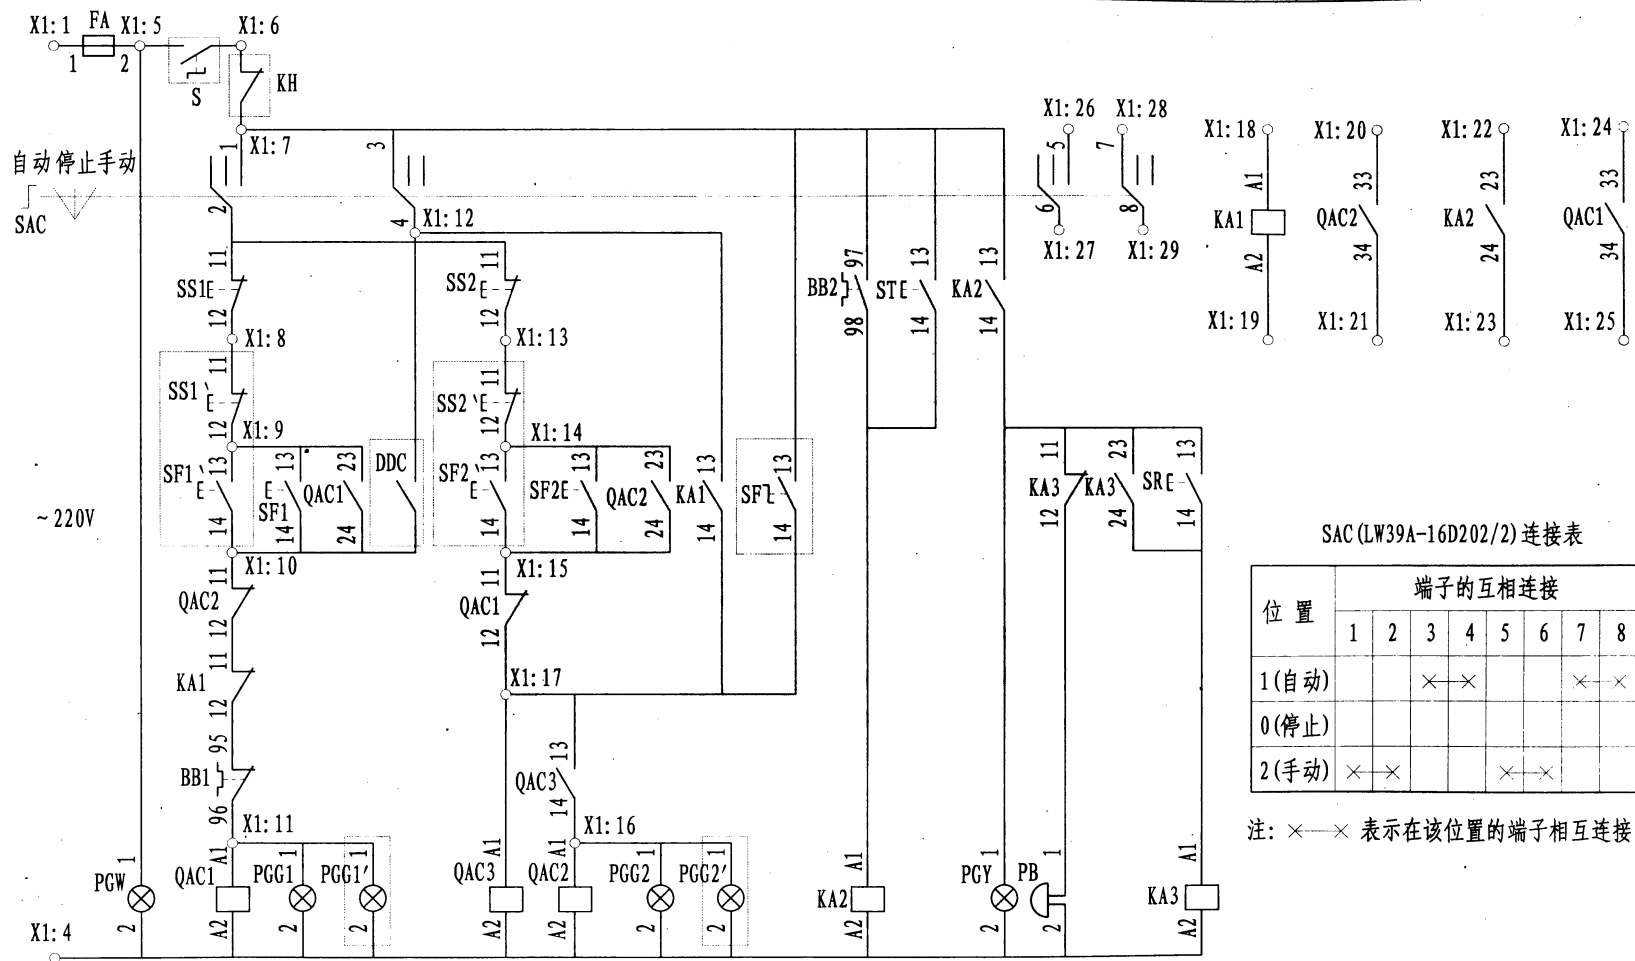 X1:1 FA X1:5 X1:6
1 2
S KH
X1:26 X1:28
X1:18 X1:20 X1:22 X1:24
自动 停止 手动
1 X1:7 3 5 7
SAC
2 4 X1:12 6 8
X1:27 X1:29
A1 33 23 33
KA1 QAC2 KA2 QAC1
A2 34 24 34
X1:19 X1:21 X1:23 X1:25
11 11 97 13 13
SS1 SS2 BB2 ST KA2
12 12 98 14 14
X1:8 X1:13
11 11
SS1' SS2'
12 X1:9 12 X1:14
13 13 23 DDC 13 13 23 13 13
SF1' SF1 QAC1 SF2' SF2 QAC2 KA1 SF
14 14 24 14 14 24 14 14
11 23 13
KA3 KA3 SR
12 24 14
~220V
X1:10 X1:15
11 11
QAC2 QAC1
12 12
11
KA1
12
X1:17
95 13
BB1 QAC3
96 14
X1:11 X1:16
1 A1 1 1 A1 A1 1 1 A1 1 1 A1
PGW QAC1 PGG1 PGG1' QAC3 QAC2 PGG2 PGG2' KA2 PGY PB KA3
2 A2 2 2 A2 A2 2 2 A2 2 2 A2
X1:4
SAC(LW39A-16D202/2)连接表
位置 端子的互相连接
1 2 3 4 5 6 7 8
1(自动) ×—× ×—×
0(停止)
2(手动) ×—× ×—×
注: ×—× 表示在该位置的端子相互连接